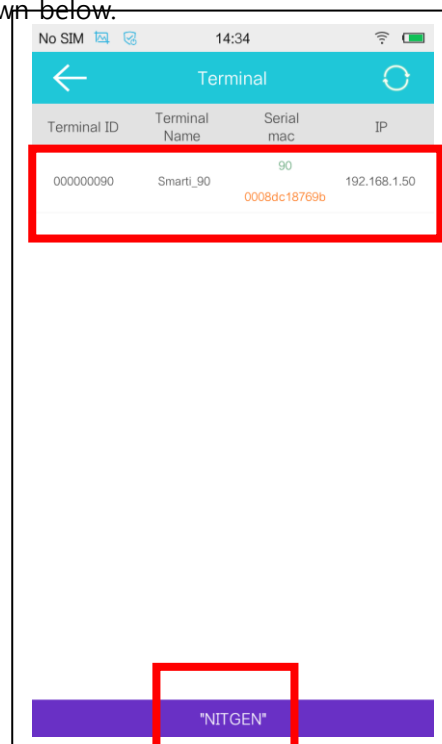 wn below.
No SIM 14:34
Terminal
Terminal ID Terminal Name Serial mac IP
000000090 Smarti_90 90 0008dc18769b 192.168.1.50
"NITGEN"